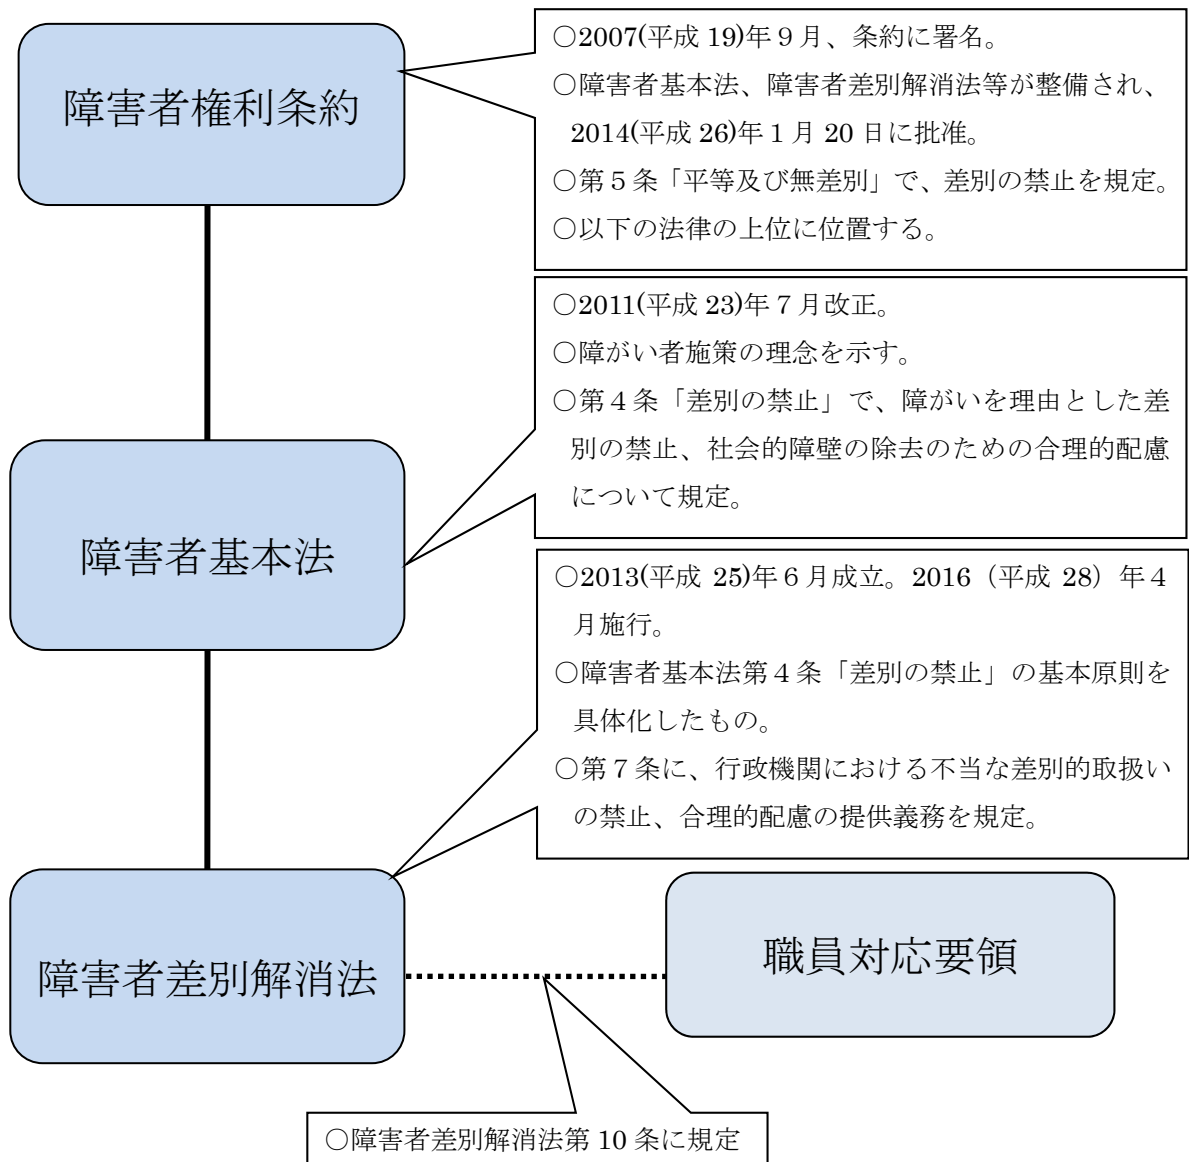 障害者権利条約
○2007(平成 19)年９月、条約に署名。
○障害者基本法、障害者差別解消法等が整備され、
2014(平成 26)年１月 20 日に批准。
○第５条「平等及び無差別」で、差別の禁止を規定。
○以下の法律の上位に位置する。
障害者基本法
○2011(平成 23)年７月改正。
○障がい者施策の理念を示す。
○第４条「差別の禁止」で、障がいを理由とした差
別の禁止、社会的障壁の除去のための合理的配慮
について規定。
障害者差別解消法
○2013(平成 25)年６月成立。2016（平成 28）年４
月施行。
○障害者基本法第４条「差別の禁止」の基本原則を
具体化したもの。
○第７条に、行政機関における不当な差別的取扱い
の禁止、合理的配慮の提供義務を規定。
職員対応要領
○障害者差別解消法第 10 条に規定